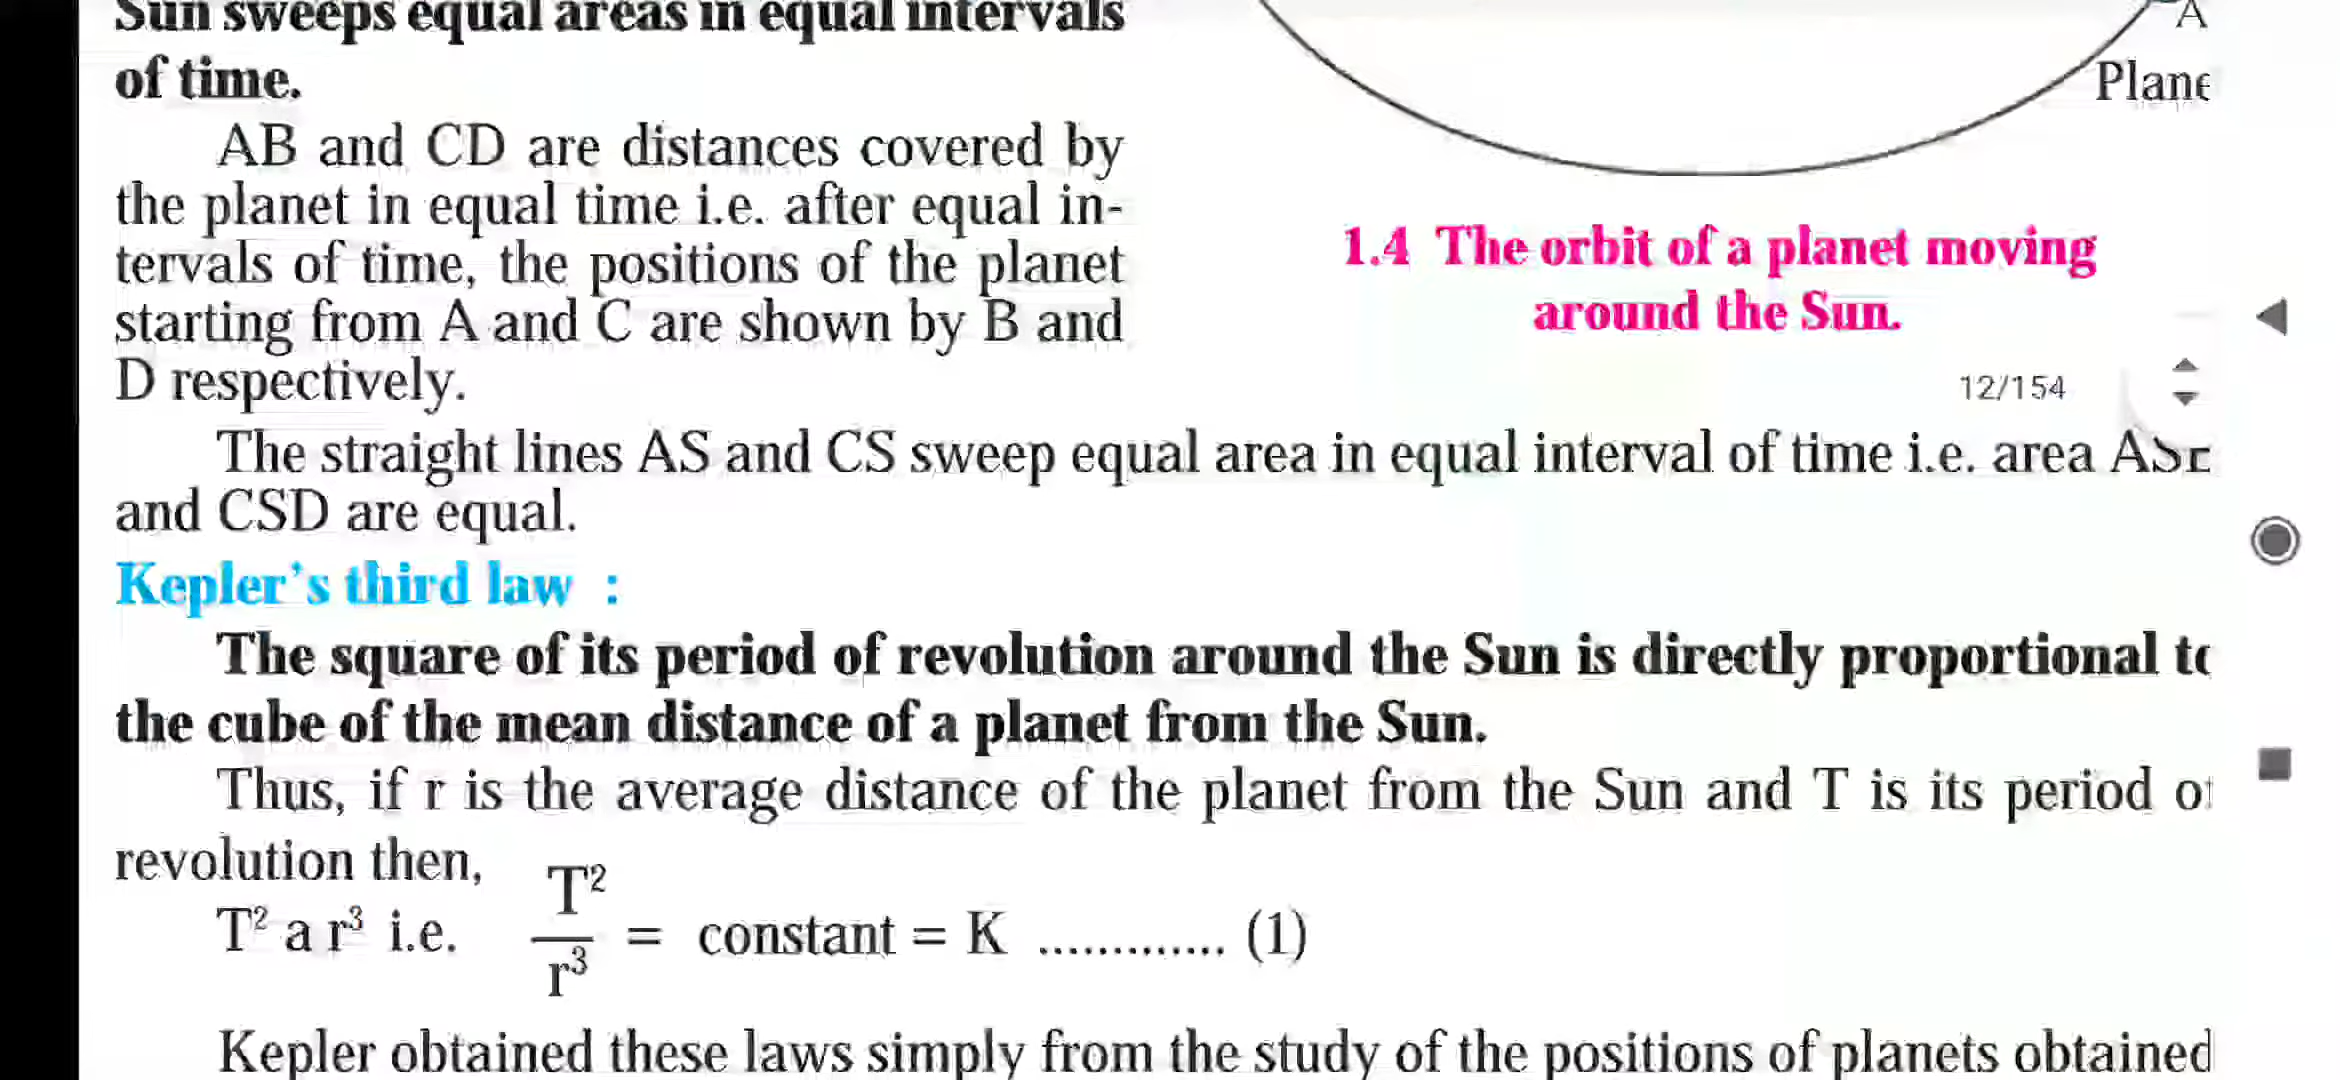 Sun sweeps equal areas in equal intervals
of time.
AB and CD are distances covered by
the planet in equal time i.e. after equal in-
tervals of time, the positions of the planet
starting from A and C are shown by B and
D respectively.
A
Plane
1.4 The orbit of a planet moving
around the Sun.
12/154
The straight lines AS and CS sweep equal area in equal interval of time i.e. area
and CSD are equal.
Kepler's third law :
The square of its period of revolution around the Sun is directly proportional to
the cube of the mean distance of a planet from the Sun.
Thus, if r is the average distance of the planet from the Sun and T is its period of
revolution then,
T² a r³ i.e. T²/r³ = constant = K ............. (1)
Kepler obtained these laws simply from the study of the positions of planets obtained